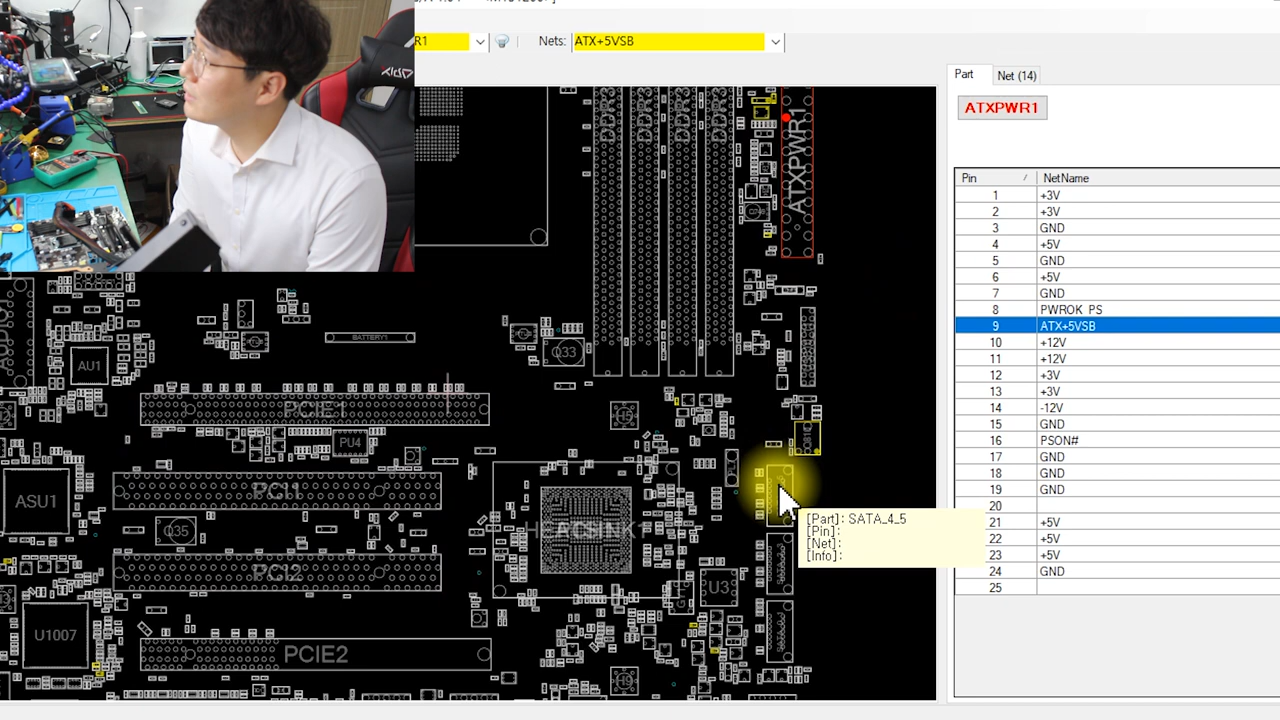 R1
Nets:
ATX+5VSB
Part
Net (14)
ATXPWR1
Pin / NetName
1 +3V
2 +3V
3 GND
4 +5V
5 GND
6 +5V
7 GND
8 PWROK_PS
9 ATX+5VSB
10 +12V
11 +12V
12 +3V
13 +3V
14 -12V
15 GND
16 PSON#
17 GND
18 GND
19 GND
20
21 +5V
22 +5V
23 +5V
24 GND
25
ATXPWR1
BATTERY1
Q33
AU1
PCIE1
PU4
H5
ASU1
PCI1
Q35
HEADSINK1
PCI2
U3
U1007
PCIE2
H9
[Part]: SATA_4_5
[Pin]:
[Net]:
[Info]: